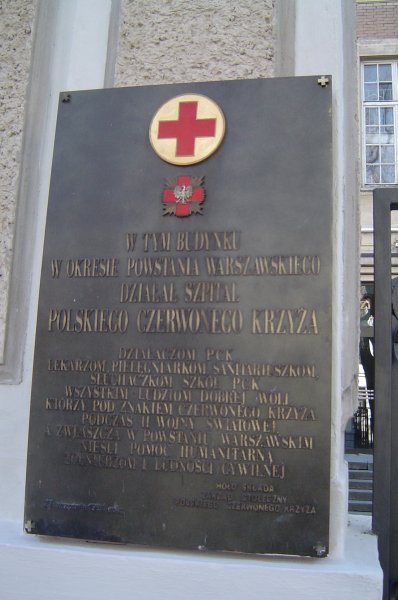 W TYM BUDYNKU
W OKRESIE POWSTANIA WARSZAWSKIEGO
DZIAŁAŁ SZPITAL
POLSKIEGO CZERWONEGO KRZYŻA
DZIAŁACZOM P.C.K.
LEKARZOM, PIELĘGNIARKOM, SANITARIUSZKOM,
SŁUCHACZKOM SZKÓŁ P.C.K.
WSZYSTKIM LUDZIOM DOBREJ WOLI,
KTÓRZY POD ZNAKIEM CZERWONEGO KRZYŻA
PODCZAS II WOJNY ŚWIATOWEJ
A ZWŁASZCZA W POWSTANIU WARSZAWSKIM
NIEŚLI POMOC HUMANITARNĄ
ŻOŁNIERZOM I LUDNOŚCI CYWILNEJ
HOŁD SKŁADA
ZARZĄD STOŁECZNY
POLSKIEGO CZERWONEGO KRZYŻA